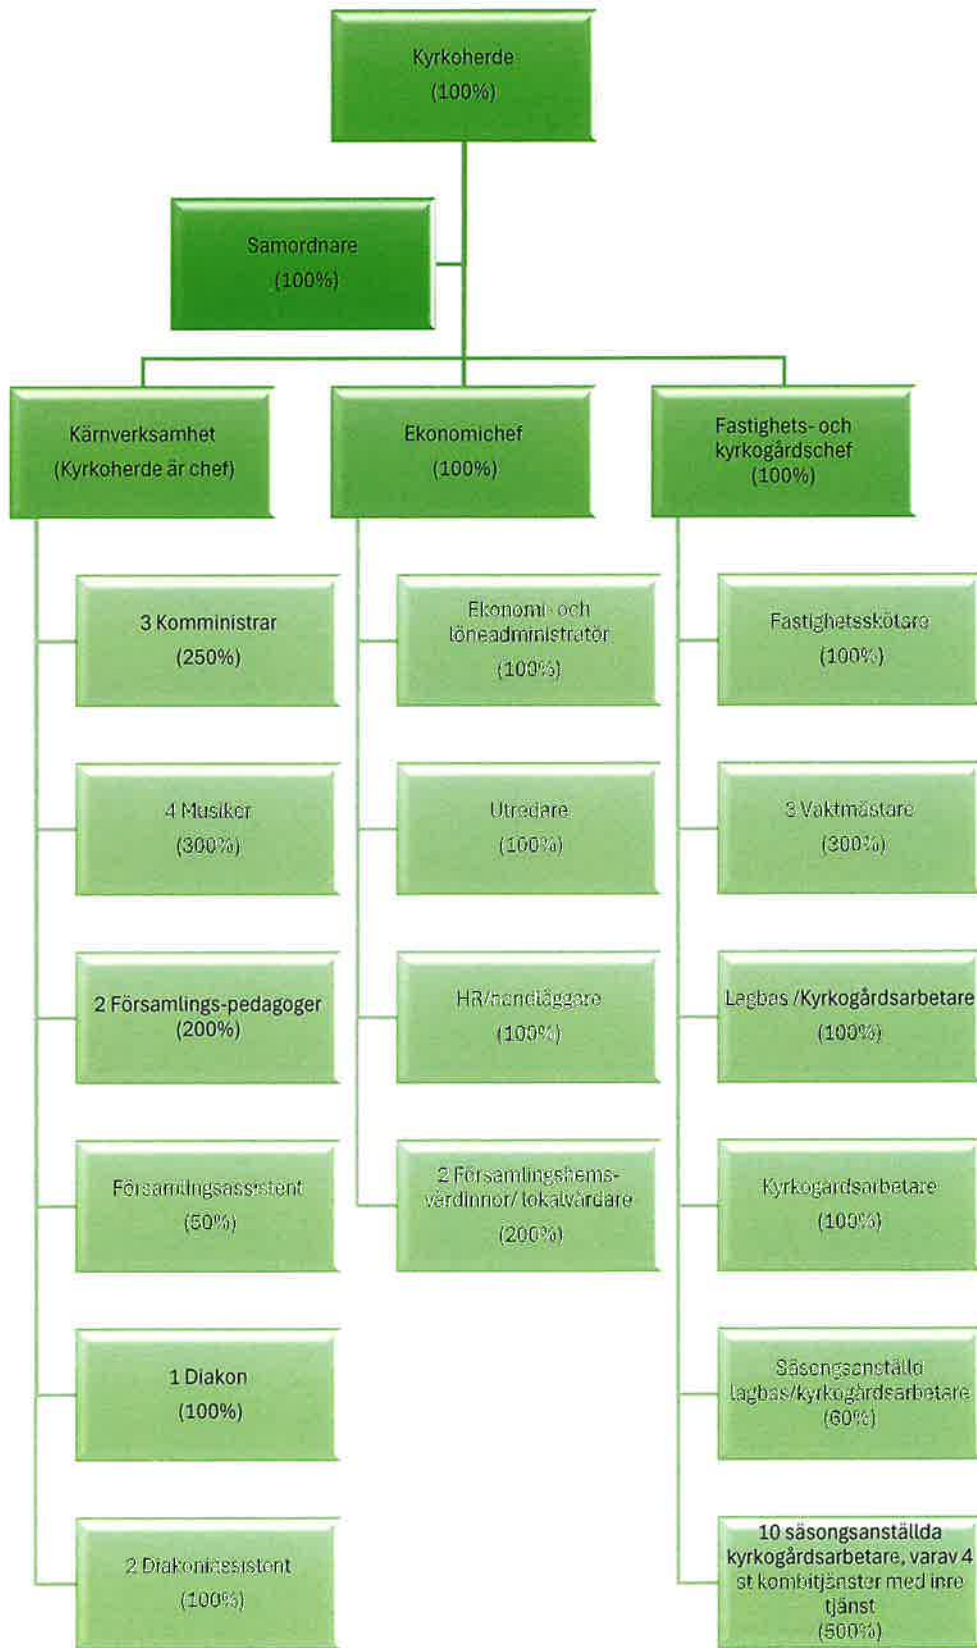 Kyrkoherde
(100%)
Samordnare
(100%)
Kärnverksamhet
(Kyrkoherde är chef)
Ekonomichef
(100%)
Fastighets- och
kyrkogårdschef
(100%)
3 Komministrar
(250%)
4 Musiker
(300%)
2 Församlings-pedagoger
(200%)
Församlingsassistent
(50%)
1 Diakon
(100%)
2 Diakoniassistent
(100%)
Ekonomi- och
löneadministratör
(100%)
Utredare
(100%)
HR/handläggare
(100%)
2 Församlingshems-
värdinnor/ lokalvårdare
(200%)
Fastighetsskötare
(100%)
3 Vaktmästare
(300%)
Lagbas /Kyrkogårdsarbetare
(100%)
Kyrkogårdsarbetare
(100%)
Säsongsanställd
lagbas/kyrkogårdsarbetare
(60%)
10 säsongsanställda
kyrkogårdsarbetare, varav 4
st kombitjänster med inre
tjänst
(500%)